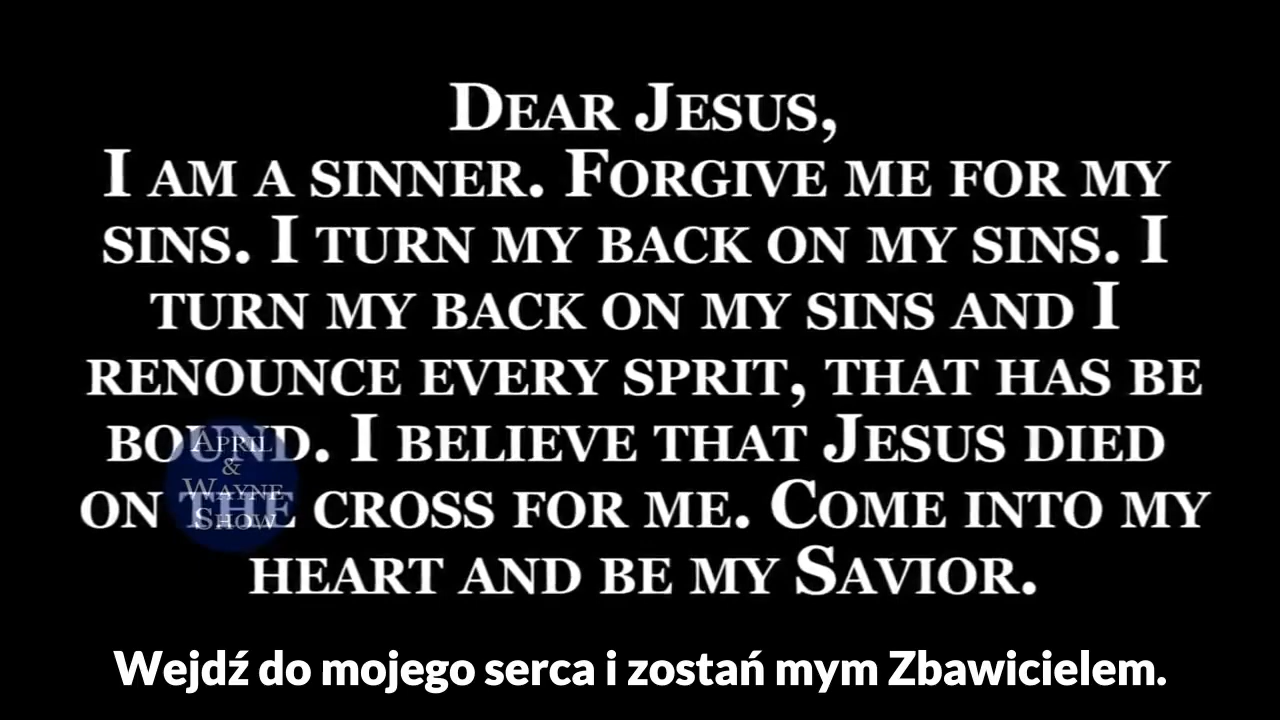 Dear Jesus,
I am a sinner. Forgive me for my
sins. I turn my back on my sins. I
turn my back on my sins and I
renounce every sprit, that has be
bound. I believe that Jesus died
on the cross for me. Come into my
heart and be my Savior.
April
&
Wayne
Show
Wejdź do mojego serca i zostań mym Zbawicielem.